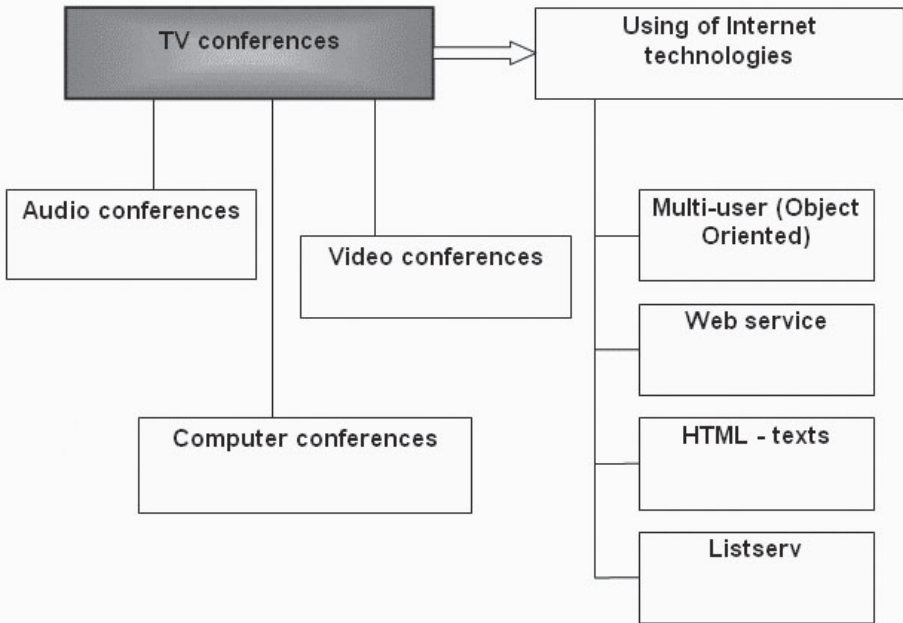 TV conferences
Using of Internet
technologies
Audio conferences
Video conferences
Computer conferences
Multi-user (Object
Oriented)
Web service
HTML - texts
Listserv